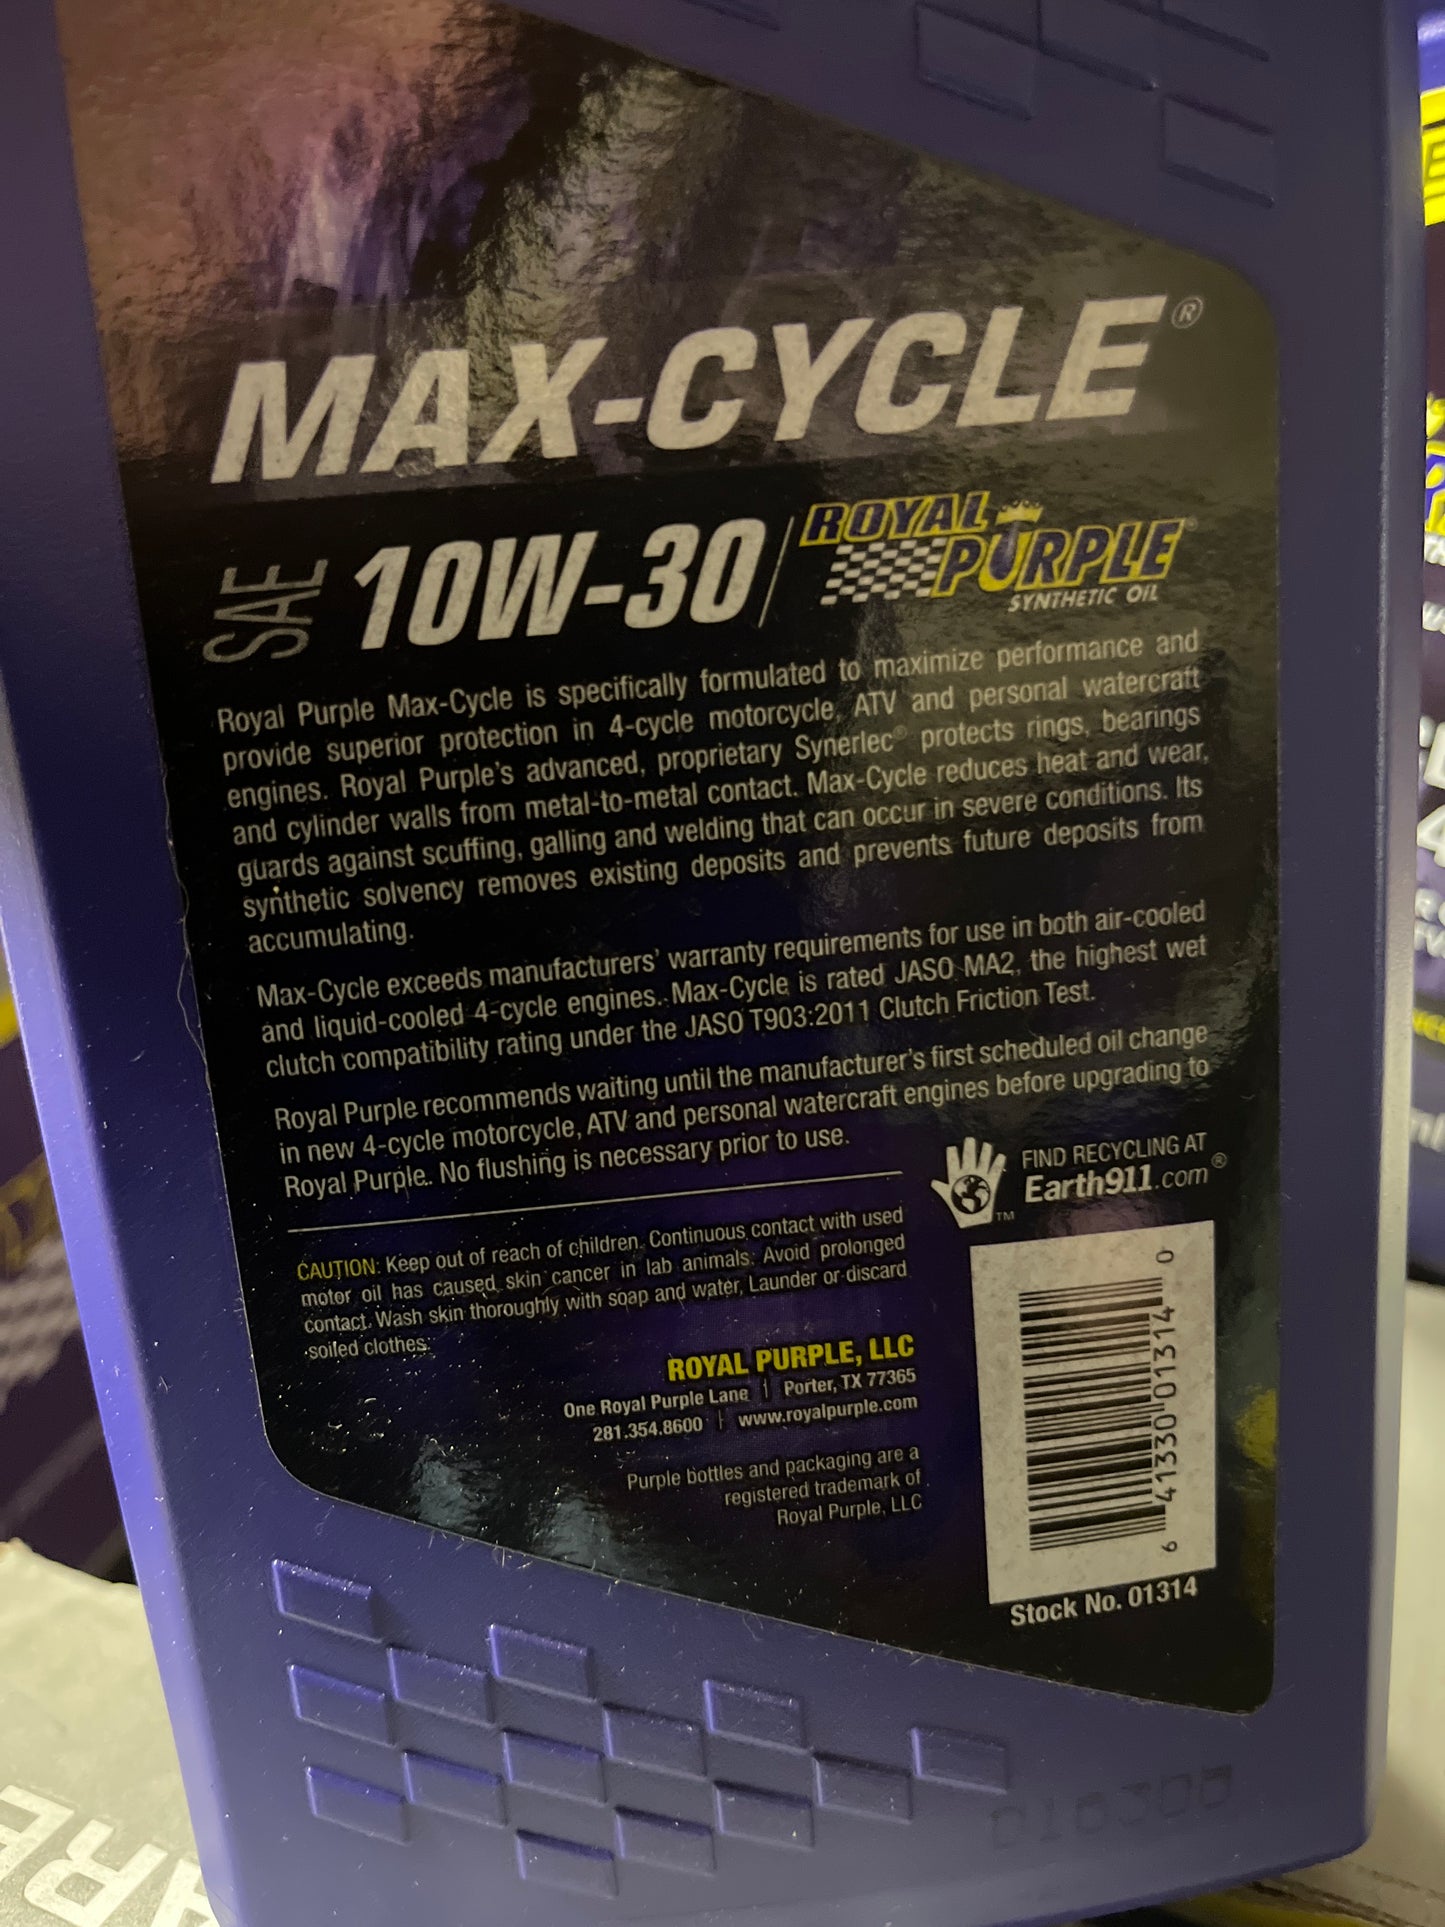 MAX-CYCLE®
SAE 10W-30 ROYAL PURPLE®
SYNTHETIC OIL
Royal Purple Max-Cycle is specifically formulated to maximize performance and
provide superior protection in 4-cycle motorcycle, ATV and personal watercraft
engines. Royal Purple's advanced, proprietary Synerlec® protects rings, bearings
and cylinder walls from metal-to-metal contact. Max-Cycle reduces heat and wear,
guards against scuffing, galling and welding that can occur in severe conditions. Its
synthetic solvency removes existing deposits and prevents future deposits from
accumulating.
Max-Cycle exceeds manufacturers' warranty requirements for use in both air-cooled
and liquid-cooled 4-cycle engines. Max-Cycle is rated JASO MA2, the highest wet
clutch compatibility rating under the JASO T903:2011 Clutch Friction Test.
Royal Purple recommends waiting until the manufacturer's first scheduled oil change
in new 4-cycle motorcycle, ATV and personal watercraft engines before upgrading to
Royal Purple. No flushing is necessary prior to use.
FIND RECYCLING AT
Earth911.com®
TM
CAUTION: Keep out of reach of children. Continuous contact with used
motor oil has caused skin cancer in lab animals. Avoid prolonged
contact. Wash skin thoroughly with soap and water, Launder or discard
soiled clothes.
ROYAL PURPLE, LLC
One Royal Purple Lane | Porter, TX 77365
281.354.8600 | www.royalpurple.com
Purple bottles and packaging are a
registered trademark of
Royal Purple, LLC
6 41330 01314 0
Stock No. 01314